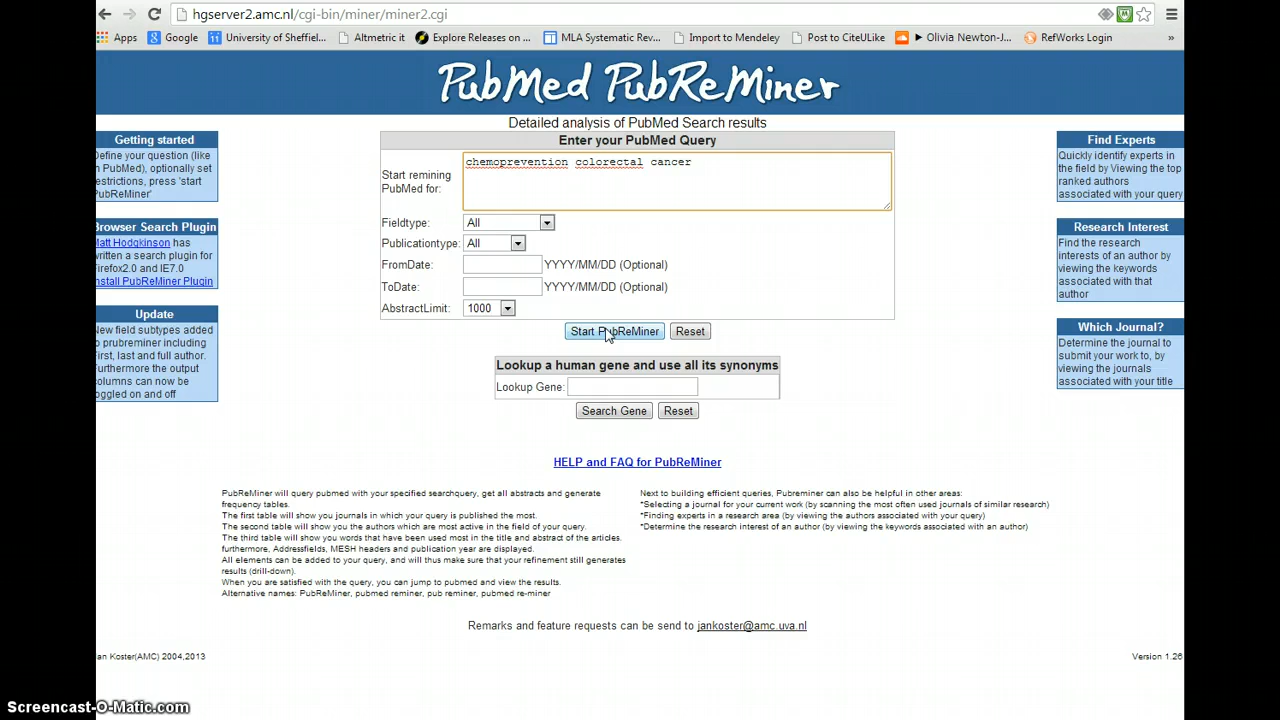 hgserver2.amc.nl/cgi-bin/miner/miner2.cgi
Apps Google University of Sheffiel... Altmetric it Explore Releases on ... MLA Systematic Rev... Import to Mendeley Post to CiteULike ► Olivia Newton-J... RefWorks Login »
PubMed PubReMiner
Detailed analysis of PubMed Search results
Getting started
Define your question (like
n PubMed), optionally set
estrictions, press 'start
PubReMiner'
Browser Search Plugin
Matt Hodgkinson has
written a search plugin for
Firefox2.0 and IE7.0
Install PubReMiner Plugin
Update
New field subtypes added
o prubreminer including
First, last and full author.
Furthermore the output
columns can now be
oggled on and off
Enter your PubMed Query
Start remining
PubMed for:
chemoprevention colorectal cancer
Fieldtype: All
Publicationtype: All
FromDate: YYYY/MM/DD (Optional)
ToDate: YYYY/MM/DD (Optional)
AbstractLimit: 1000
Start PubReMiner Reset
Lookup a human gene and use all its synonyms
Lookup Gene:
Search Gene Reset
HELP and FAQ for PubReMiner
Find Experts
Quickly identify experts in
the field by Viewing the top
ranked authors
associated with your query
Research Interest
Find the research
interests of an author by
viewing the keywords
associated with that
author
Which Journal?
Determine the journal to
submit your work to, by
viewing the journals
associated with your title
PubReMiner will query pubmed with your specified searchquery, get all abstracts and generate
frequency tables.
The first table will show you journals in which your query is published the most.
The second table will show you the authors which are most active in the field of your query.
The third table will show you words that have been used most in the title and abstract of the articles.
furthermore, Addressfields, MESH headers and publication year are displayed.
All elements can be added to your query, and will thus make sure that your refinement still generates
results (drill-down).
When you are satisfied with the query, you can jump to pubmed and view the results.
Alternative names: PubReMiner, pubmed reminer, pub reminer, pubmed re-miner
Next to building efficient queries, Pubreminer can also be helpful in other areas:
*Selecting a journal for your current work (by scanning the most often used journals of similar research)
*Finding experts in a research area (by viewing the authors associated with your query)
*Determine the research interest of an author (by viewing the keywords associated with an author)
Remarks and feature requests can be send to jankoster@amc.uva.nl
an Koster(AMC) 2004,2013
Version 1.26
Screencast-O-Matic.com